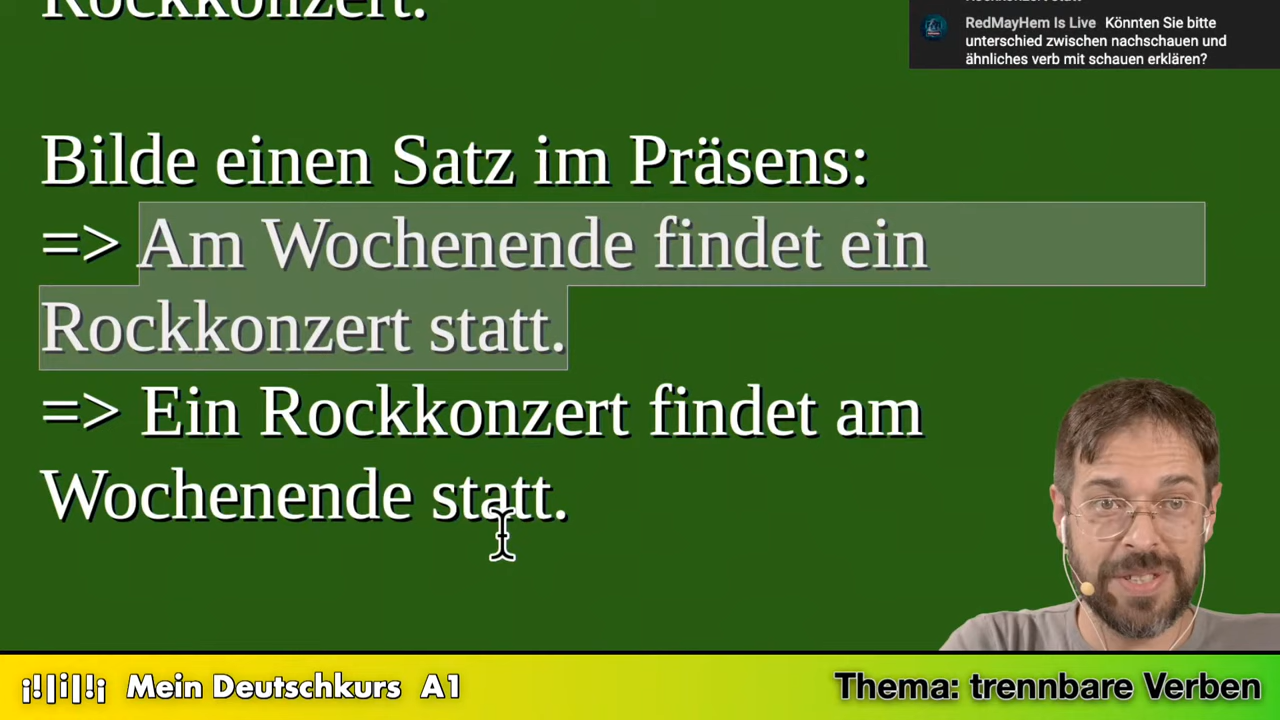 Rockkonzert.
RedMayHem Is Live Könnten Sie bitte
unterschied zwischen nachschauen und
ähnliches verb mit schauen erklären?
Bilde einen Satz im Präsens:
=> Am Wochenende findet ein
Rockkonzert statt.
=> Ein Rockkonzert findet am
Wochenende statt.
¡!|i|!¡ Mein Deutschkurs A1
Thema: trennbare Verben